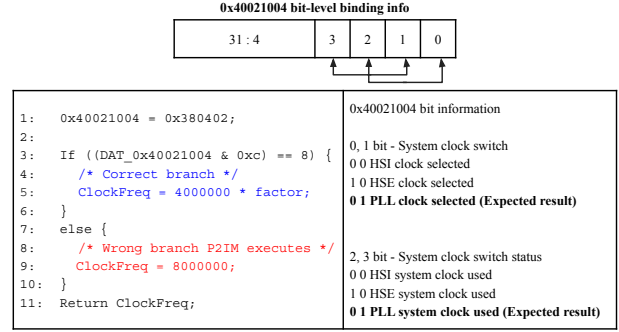 0x40021004 bit-level binding info
31 : 4 3 2 1 0
1: 0x40021004 = 0x380402;
2:
3: If ((DAT_0x40021004 & 0xc) == 8) {
4: /* Correct branch */
5: ClockFreq = 4000000 * factor;
6: }
7: else {
8: /* Wrong branch P2IM executes */
9: ClockFreq = 8000000;
10: }
11: Return ClockFreq;
0x40021004 bit information
0, 1 bit - System clock switch
0 0 HSI clock selected
1 0 HSE clock selected
0 1 PLL clock selected (Expected result)
2, 3 bit - System clock switch status
0 0 HSI system clock used
1 0 HSE system clock used
0 1 PLL system clock used (Expected result)